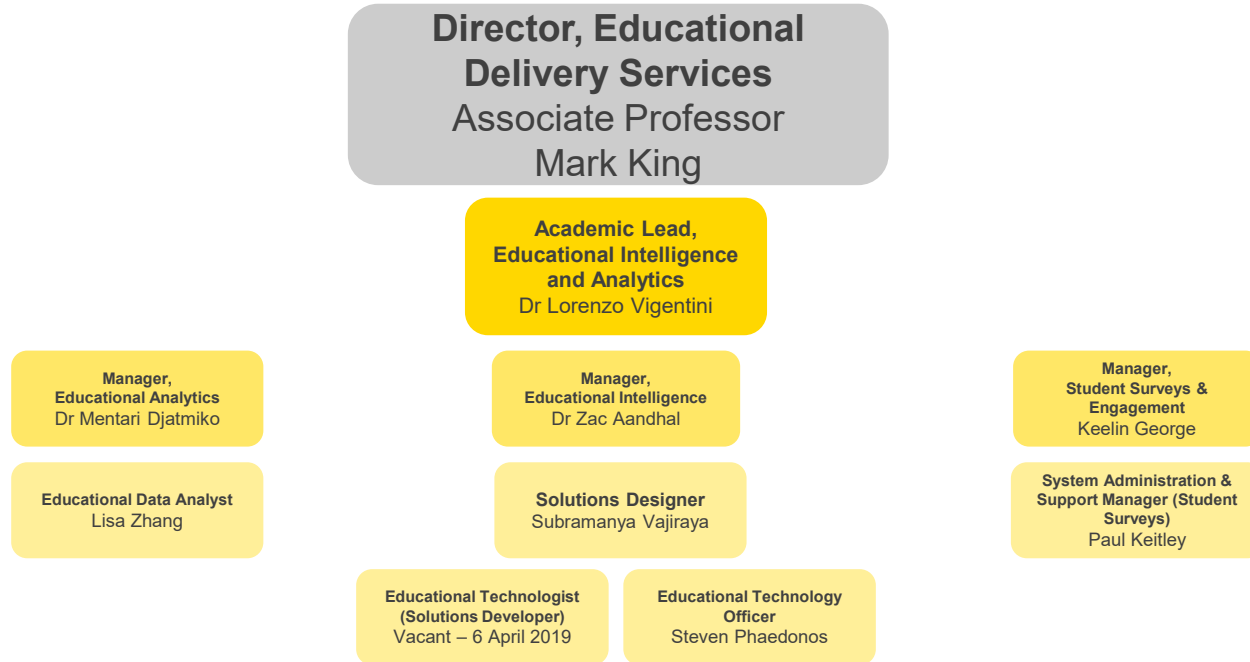 Director, Educational
Delivery Services
Associate Professor
Mark King
Academic Lead,
Educational Intelligence
and Analytics
Dr Lorenzo Vigentini
Manager,
Educational Analytics
Dr Mentari Djatmiko
Manager,
Educational Intelligence
Dr Zac Aandhal
Manager,
Student Surveys &
Engagement
Keelin George
Educational Data Analyst
Lisa Zhang
Solutions Designer
Subramanya Vajiraya
System Administration &
Support Manager (Student
Surveys)
Paul Keitley
Educational Technologist
(Solutions Developer)
Vacant – 6 April 2019
Educational Technology
Officer
Steven Phaedonos